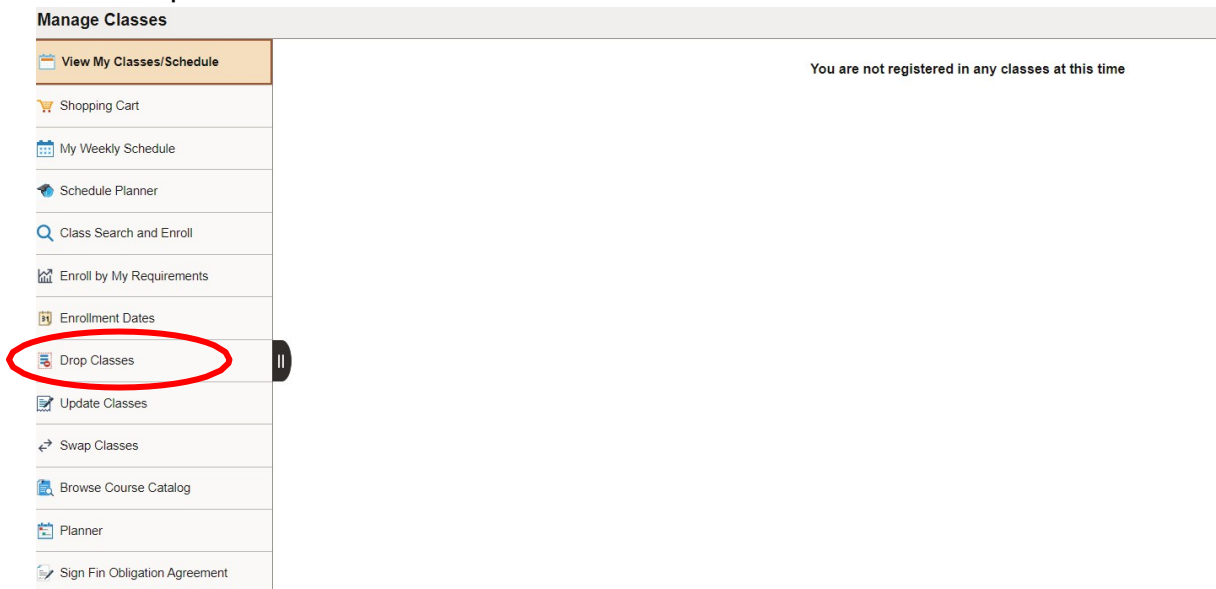 Manage Classes
View My Classes/Schedule
You are not registered in any classes at this time
Shopping Cart
My Weekly Schedule
Schedule Planner
Class Search and Enroll
Enroll by My Requirements
Enrollment Dates
Drop Classes
Update Classes
Swap Classes
Browse Course Catalog
Planner
Sign Fin Obligation Agreement